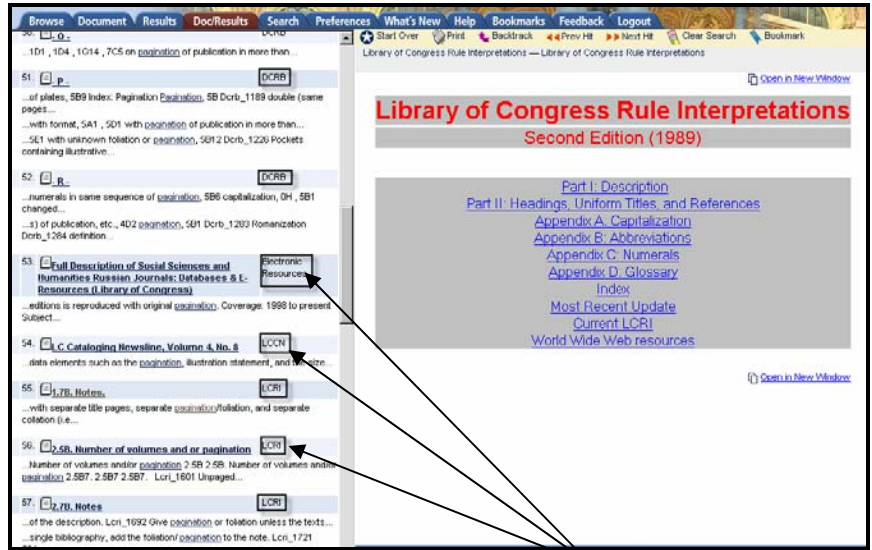 Browse Document Results Doc/Results Search Preferences What's New Help Bookmarks Feedback Logout
50. - O - DCRB
...1D1 , 1D4 , 1G14 , 7C5 on pagination of publication in more than...
51. - P - DCRB
...of plates, 5B9 Index: Pagination Pagination, 5B Dcrb_1189 double (same
pages...
...with format, 5A1 , 5D1 with pagination of publication in more than...
...5E1 with unknown foliation or pagination, 5B12 Dcrb_1226 Pockets
containing illustrative...
52. - R - DCRB
...numerals in same sequence of pagination, 5B6 capitalization, 0H , 5B1
changed...
...s) of publication, etc., 4D2 pagination, 5B1 Dcrb_1283 Romanization
Dcrb_1284 definition...
53. Full Description of Social Sciences and Electronic
Humanities Russian Journals: Databases & E- Resources
Resources (Library of Congress)
...editions is reproduced with original pagination. Coverage: 1998 to present
Subject...
54. LC Cataloging Newsline, Volume 4, No. 8 LCCN
...data elements such as the pagination, illustration statement, and the size...
55. 1.7B. Notes. LCRI
...with separate title pages, separate pagination/foliation, and separate
colation (i.e...
56. 2.5B. Number of volumes and or pagination LCRI
...Number of volumes and/or pagination 2.5B 2.5B. Number of volumes and/or
pagination 2.5B7. 2.5B7 2.5B7. Lcri_1601 Unpaged...
57. 2.7B. Notes LCRI
...of the description. Lcri_1692 Give pagination or foliation unless the texts...
...single bibliography, add the foliation/pagination to the note. Lcri_1721
Start Over Print Backtrack Prev Hit Next Hit Clear Search Bookmark
Library of Congress Rule Interpretations — Library of Congress Rule Interpretations
Open in New Window
Library of Congress Rule Interpretations
Second Edition (1989)
Part I: Description
Part II: Headings, Uniform Titles, and References
Appendix A. Capitalization
Appendix B: Abbreviations
Appendix C: Numerals
Appendix D. Glossary
Index
Most Recent Update
Current LCRI
World Wide Web resources
Open in New Window